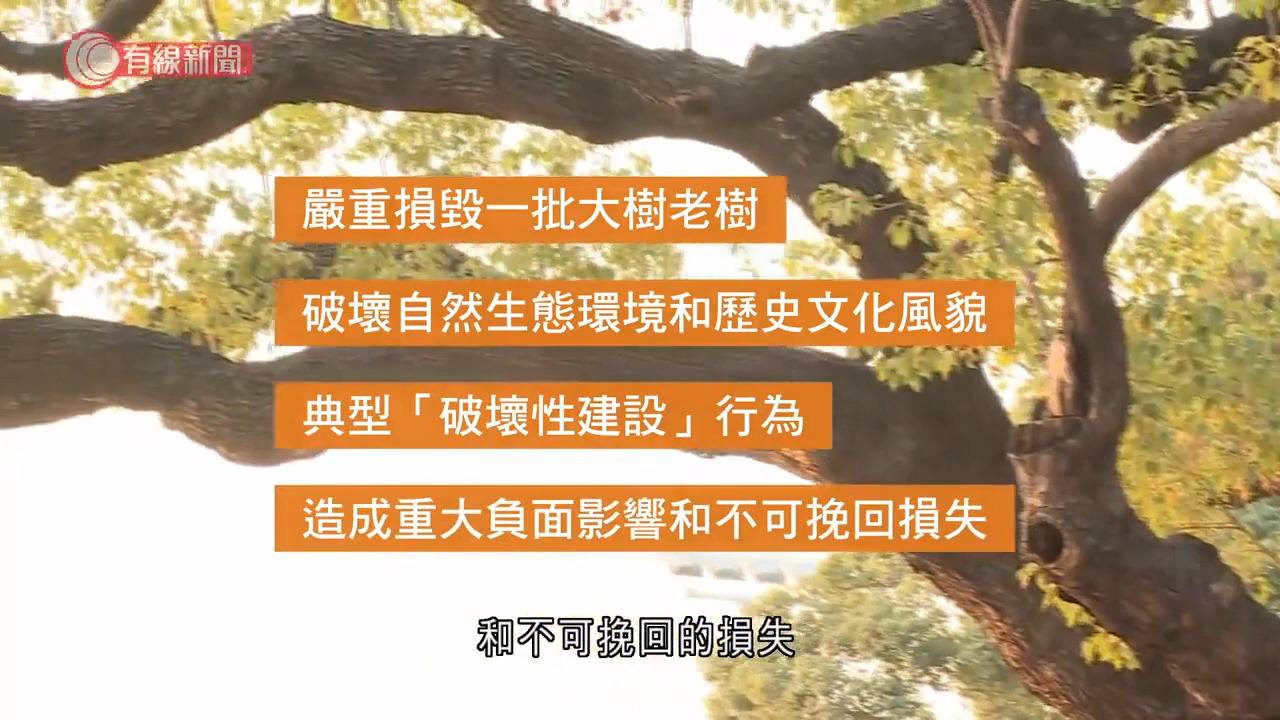 有線新聞
嚴重損毀一批大樹老樹
破壞自然生態環境和歷史文化風貌
典型「破壞性建設」行為
造成重大負面影響和不可挽回損失
和不可挽回的損失